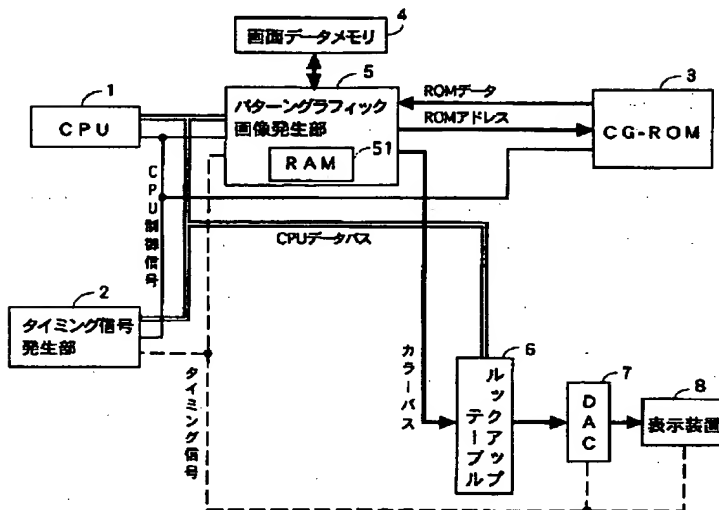 4
画面データメモリ
1
CPU
5
パターングラフィック
画像発生部
RAM
51
ROMデータ
ROMアドレス
3
CG-ROM
CPU制御信号
CPUデータバス
2
タイミング信号
発生部
タイミング信号
カラーバス
6
ルックアップ
テーブル
7
DAC
8
表示装置